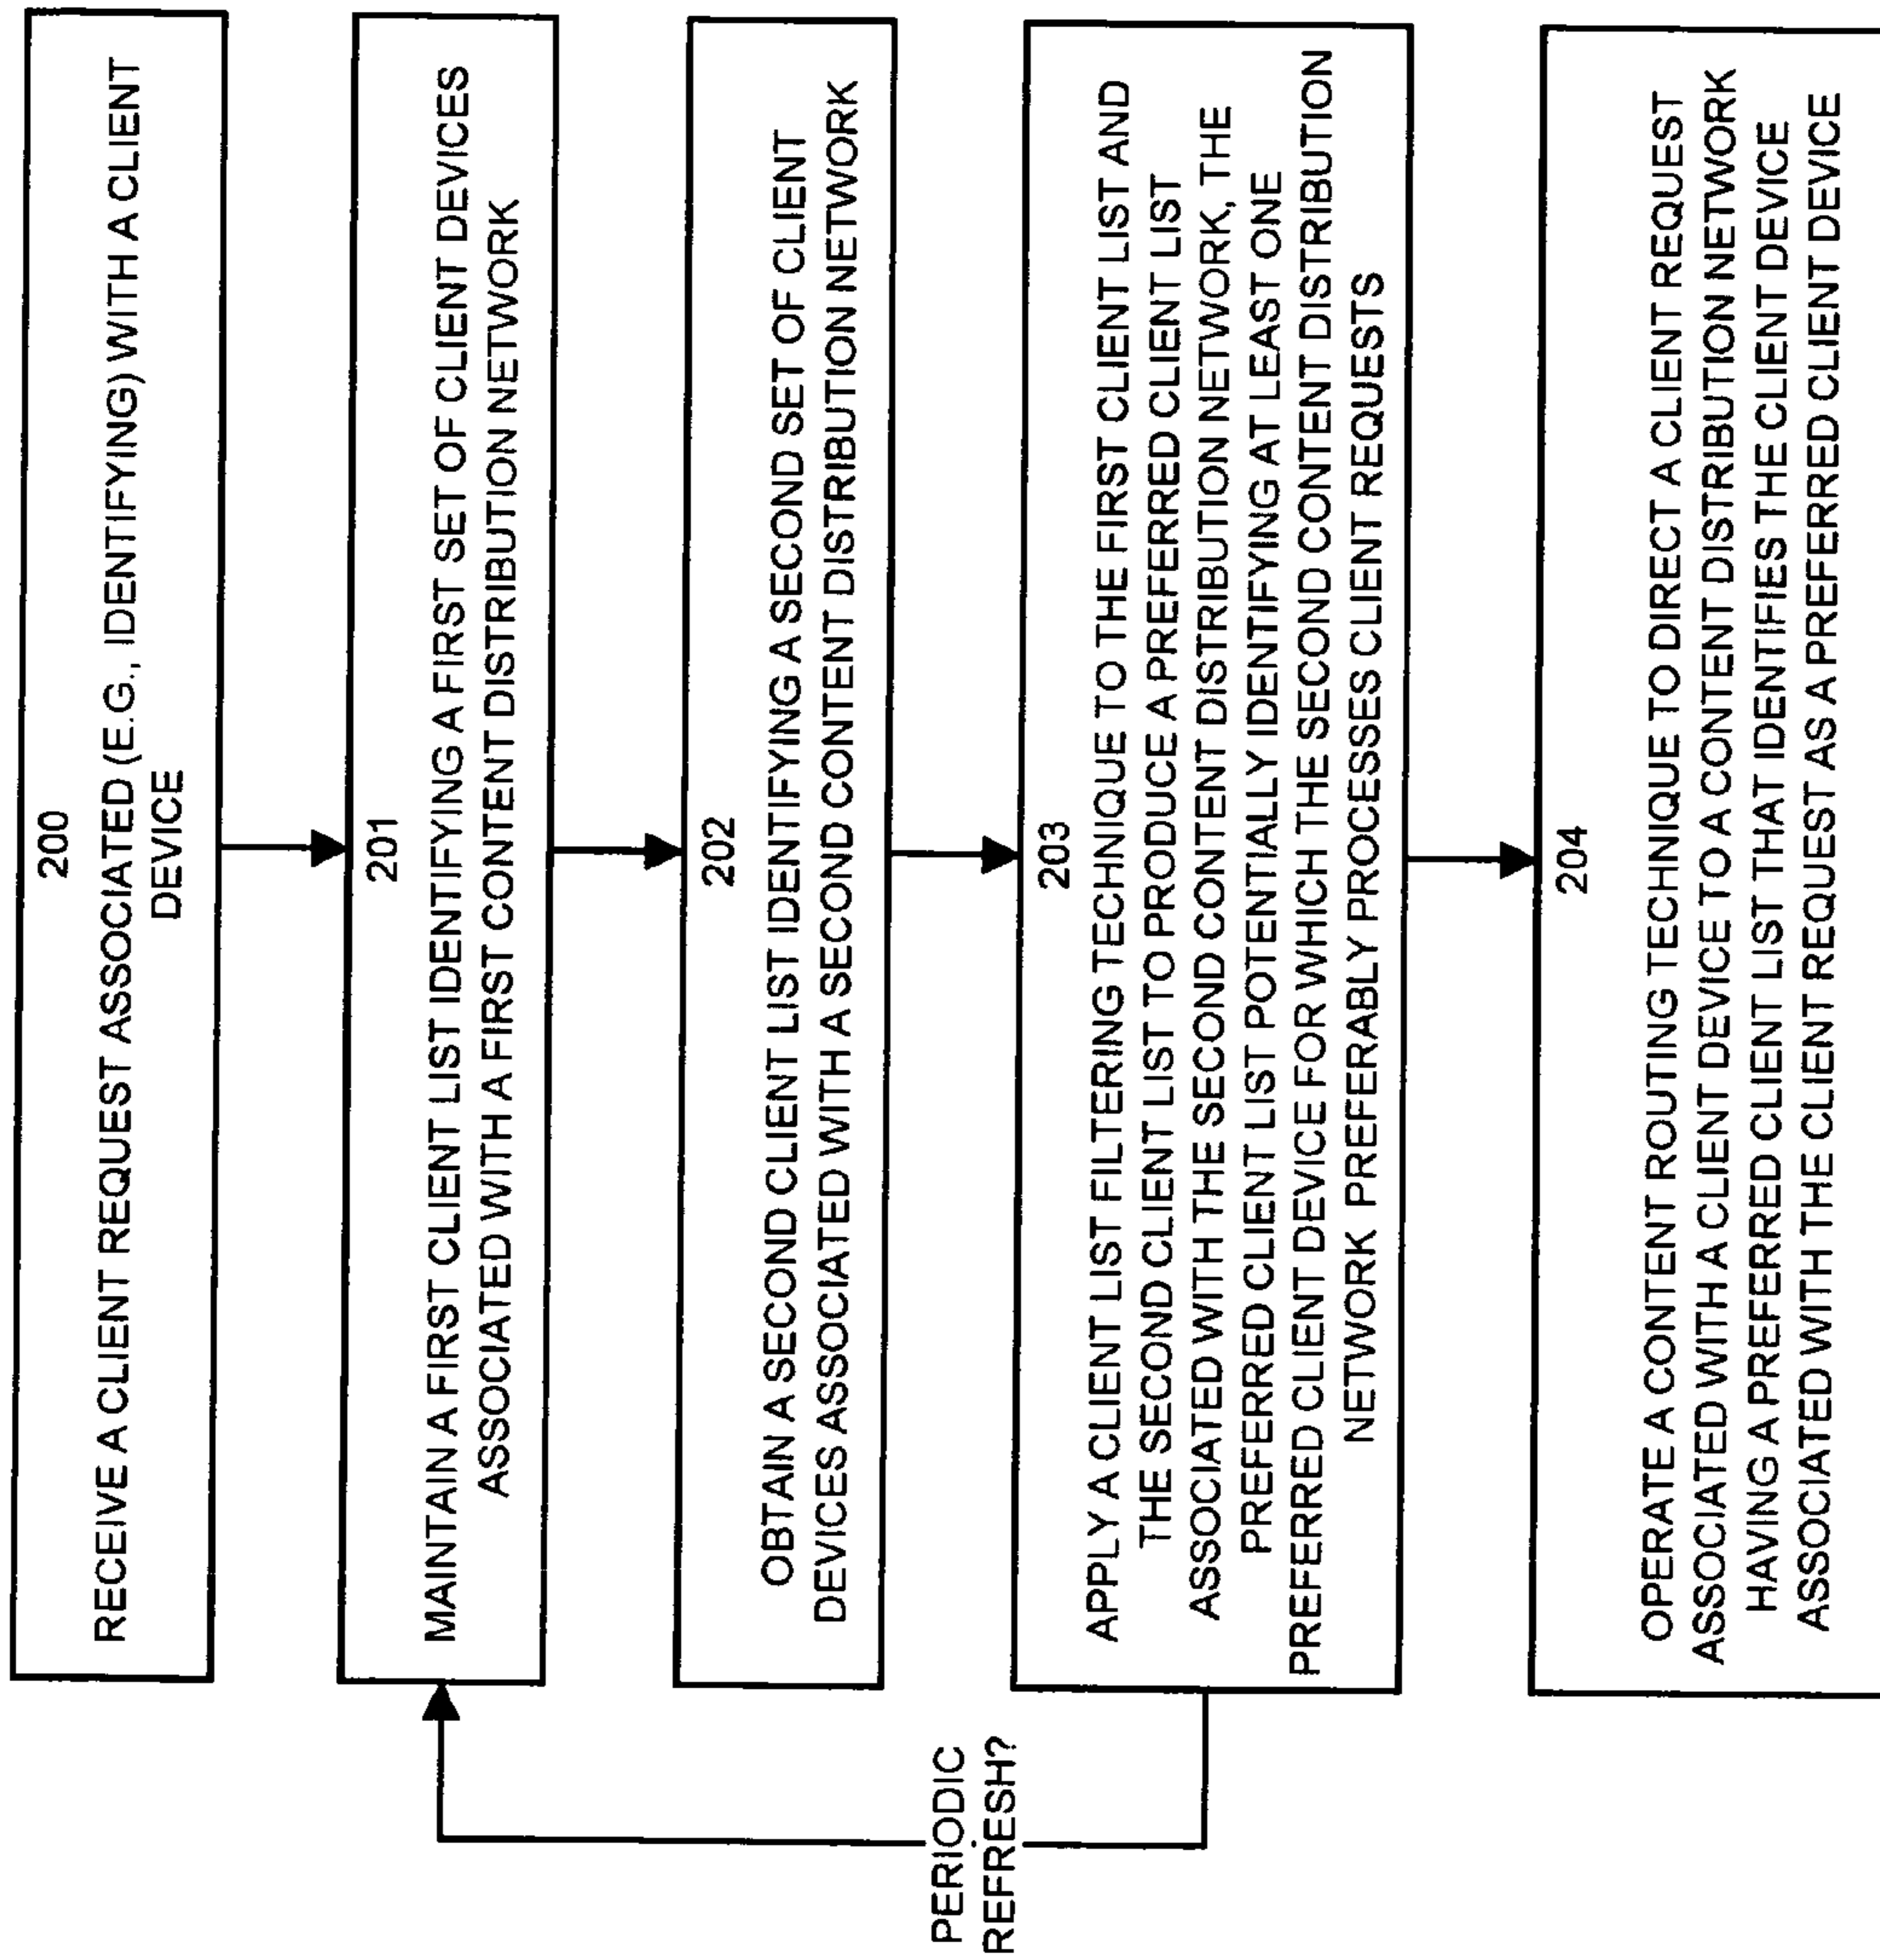 200
RECEIVE A CLIENT REQUEST ASSOCIATED (E.G., IDENTIFYING) WITH A CLIENT
DEVICE
201
MAINTAIN A FIRST CLIENT LIST IDENTIFYING A FIRST SET OF CLIENT DEVICES
ASSOCIATED WITH A FIRST CONTENT DISTRIBUTION NETWORK
202
OBTAIN A SECOND CLIENT LIST IDENTIFYING A SECOND SET OF CLIENT
DEVICES ASSOCIATED WITH A SECOND CONTENT DISTRIBUTION NETWORK
PERIODIC
REFRESH?
203
APPLY A CLIENT LIST FILTERING TECHNIQUE TO THE FIRST CLIENT LIST AND
THE SECOND CLIENT LIST TO PRODUCE A PREFERRED CLIENT LIST
ASSOCIATED WITH THE SECOND CONTENT DISTRIBUTION NETWORK, THE
PREFERRED CLIENT LIST POTENTIALLY IDENTIFYING AT LEAST ONE
PREFERRED CLIENT DEVICE FOR WHICH THE SECOND CONTENT DISTRIBUTION
NETWORK PREFERABLY PROCESSES CLIENT REQUESTS
204
OPERATE A CONTENT ROUTING TECHNIQUE TO DIRECT A CLIENT REQUEST
ASSOCIATED WITH A CLIENT DEVICE TO A CONTENT DISTRIBUTION NETWORK
HAVING A PREFERRED CLIENT LIST THAT IDENTIFIES THE CLIENT DEVICE
ASSOCIATED WITH THE CLIENT REQUEST AS A PREFERRED CLIENT DEVICE